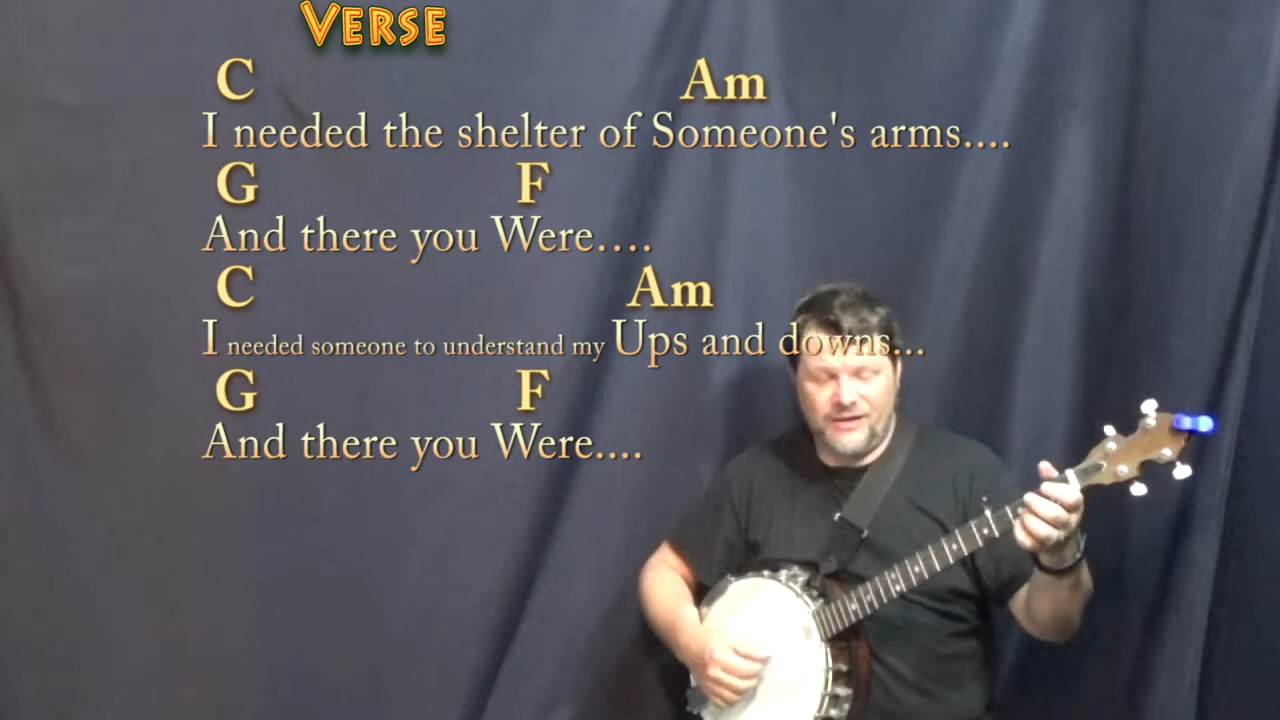 VERSE
C Am
I needed the shelter of Someone's arms....
G F
And there you Were....
C Am
I needed someone to understand my Ups and downs...
G F
And there you Were....